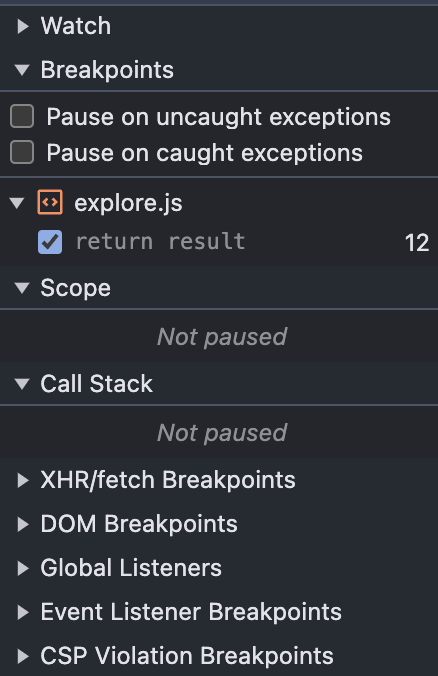 Watch
Breakpoints
Pause on uncaught exceptions
Pause on caught exceptions
explore.js
return result 12
Scope
Not paused
Call Stack
Not paused
XHR/fetch Breakpoints
DOM Breakpoints
Global Listeners
Event Listener Breakpoints
CSP Violation Breakpoints